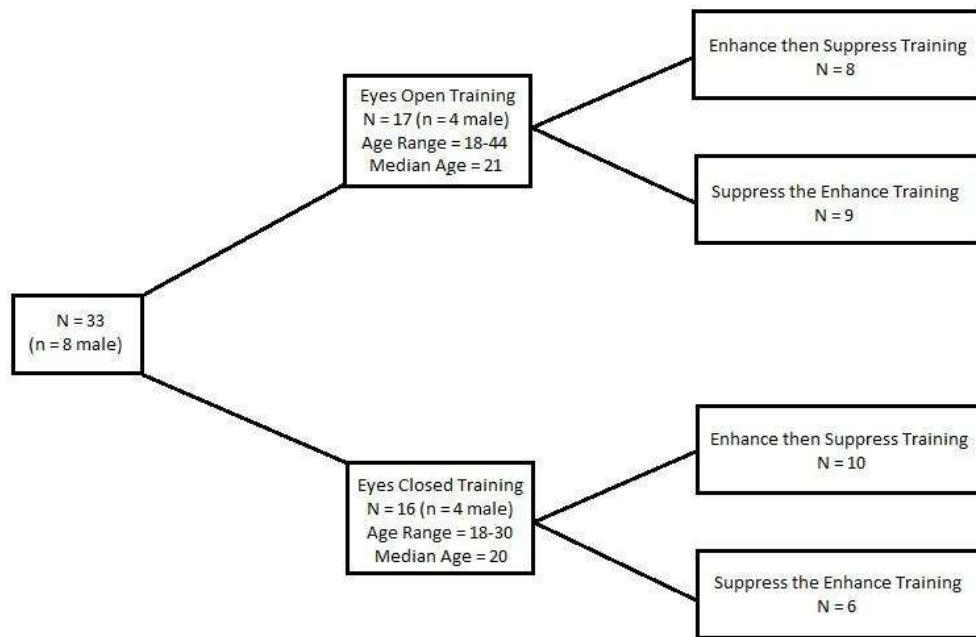 Enhance then Suppress Training
N = 8
Eyes Open Training
N = 17 (n = 4 male)
Age Range = 18-44
Median Age = 21
Suppress the Enhance Training
N = 9
N = 33
(n = 8 male)
Enhance then Suppress Training
N = 10
Eyes Closed Training
N = 16 (n = 4 male)
Age Range = 18-30
Median Age = 20
Suppress the Enhance Training
N = 6